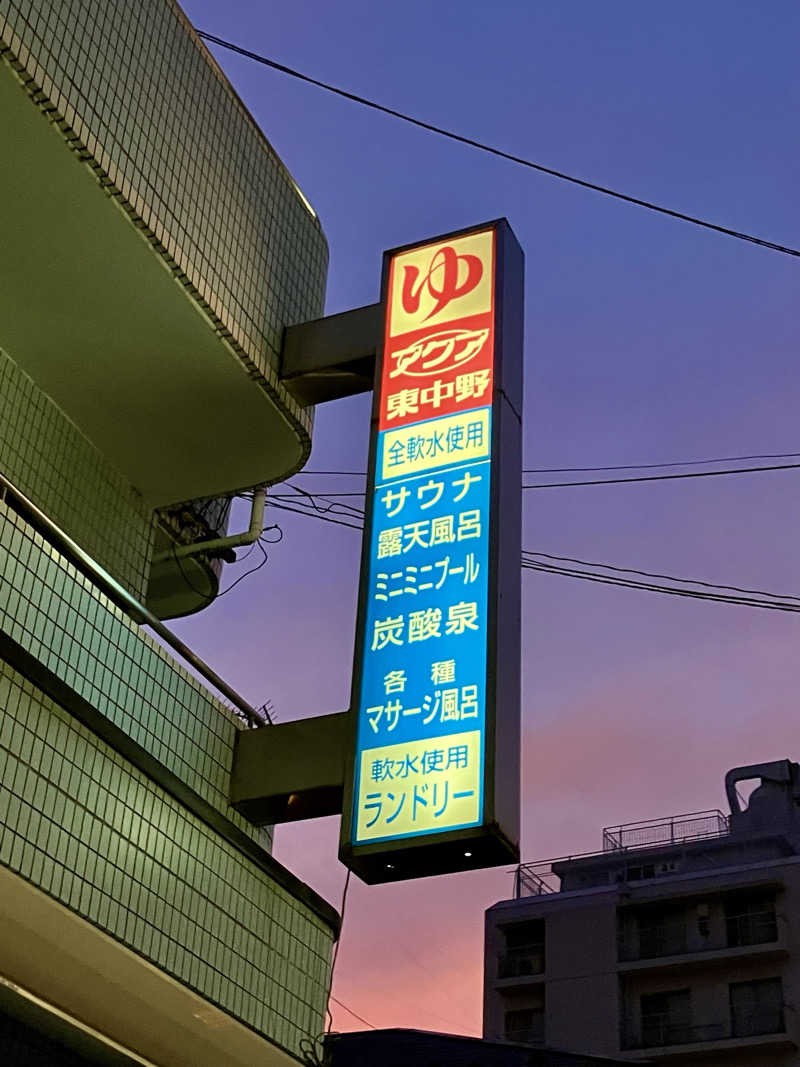 ゆ
アクア
東中野
全軟水使用
サウナ
露天風呂
ミニミニプール
炭酸泉
各種
マサージ風呂
軟水使用
ランドリー